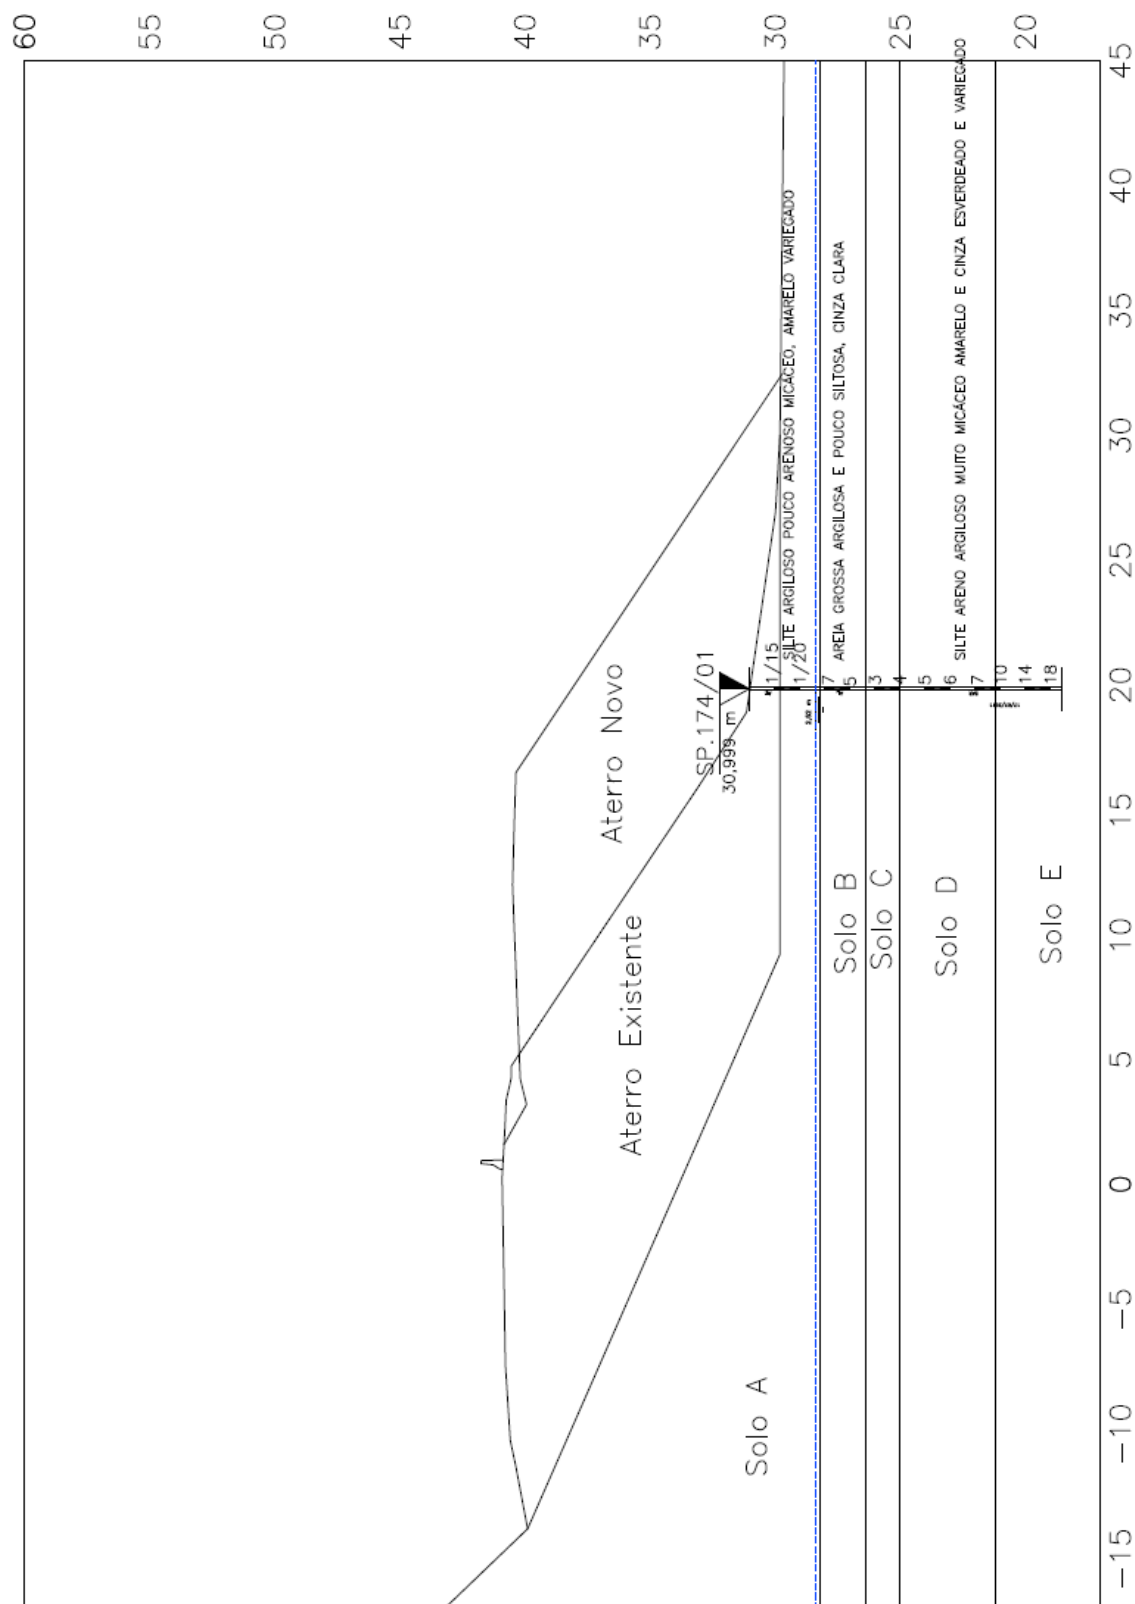 60
55
50
45
40
35
30
25
20
45
40
35
30
25
20
15
10
5
0
−5
−10
−15
SILTE ARGILOSO POUCO ARENOSO MICÁCEO, AMARELO VARIEGADO
AREIA GROSSA ARGILOSA E POUCO SILTOSA, CINZA CLARA
SILTE ARENO ARGILOSO MUITO MICÁCEO AMARELO E CINZA ESVERDEADO E VARIEGADO
SP.174/01
30,999 m
1/15
1/20
7
5
3
4
5
6
7
10
14
18
Aterro Novo
Aterro Existente
Solo A
Solo B
Solo C
Solo D
Solo E